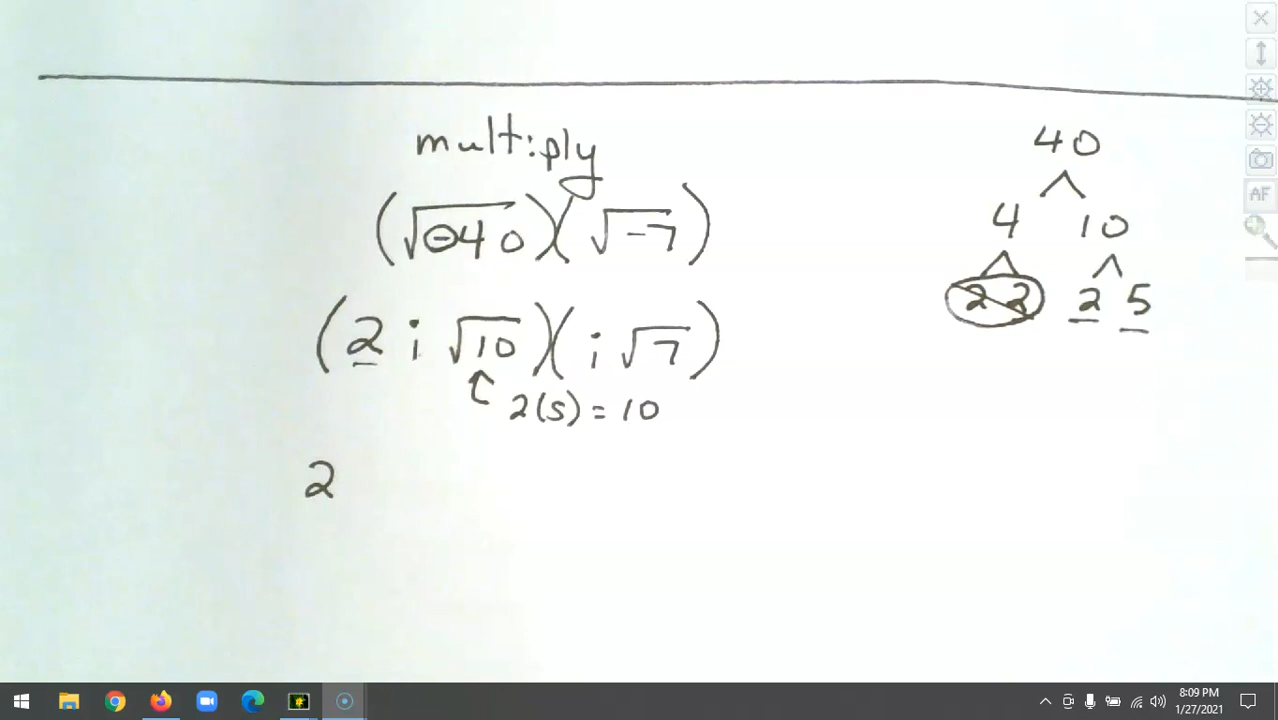 multiply
(√-40)(√-7)
(2 i √10)(i √7)
2(5) = 10
2
40
4 10
2 2 2 5
AF
8:09 PM
1/27/2021